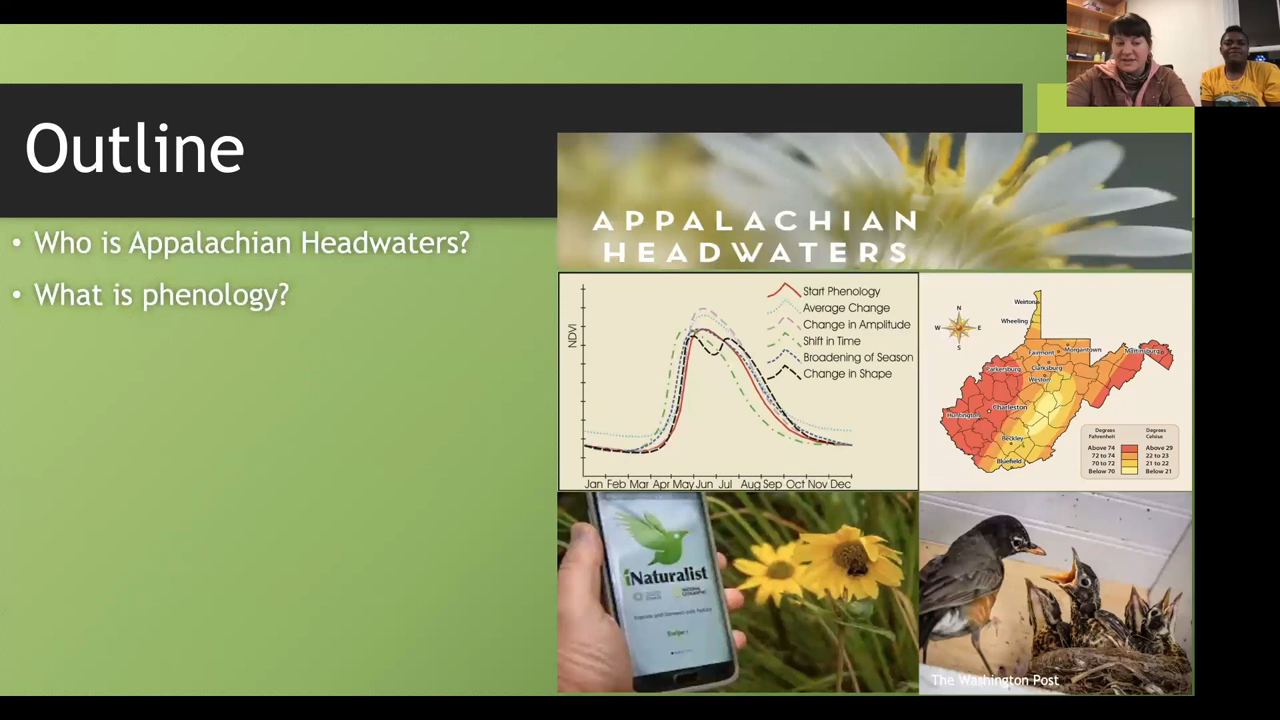 Outline
• Who is Appalachian Headwaters?
• What is phenology?
APPALACHIAN
HEADWATERS
NDVI
Start Phenology
Average Change
Change in Amplitude
Shift in Time
Broadening of Season
Change in Shape
Jan Feb Mar Apr May Jun Jul Aug Sep Oct Nov Dec
N
W E
S
Weirton
Wheeling
Fairmont
Morgantown
Martinsburg
Parkersburg
Clarksburg
Weston
Huntington
Charleston
Beckley
Bluefield
Degrees Fahrenheit
Degrees Celsius
Above 74 Above 29
72 to 74 22 to 23
70 to 72 21 to 22
Below 70 Below 21
iNaturalist
The Washington Post